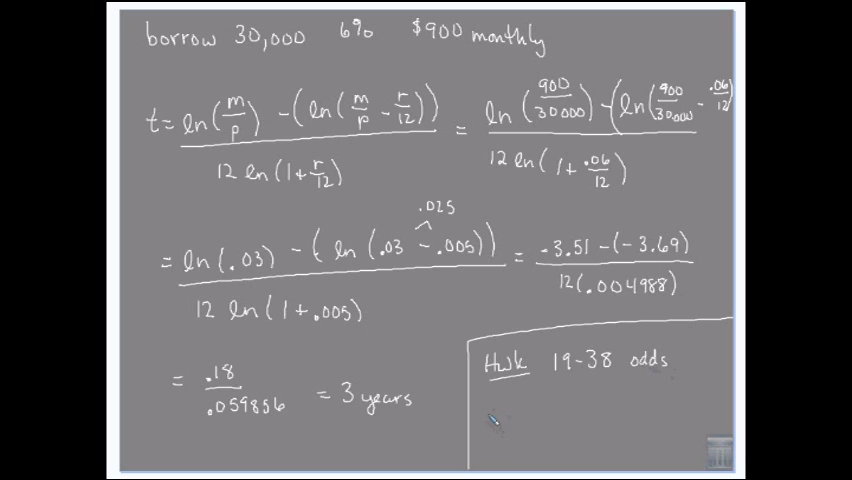 borrow 30,000 6% $900 monthly
t = ln(m/p) - (ln(m/p - r/12)) / 12 ln(1 + r/12) = ln(900/30000) - (ln(900/30000 - .06/12) / 12 ln(1 + .06/12)
.025
= ln(.03) - (ln(.03 - .005)) / 12 ln(1 + .005) = -3.51 - (-3.69) / 12(.004988)
= .18 / .059856 = 3 years
Hwk 19-38 odds